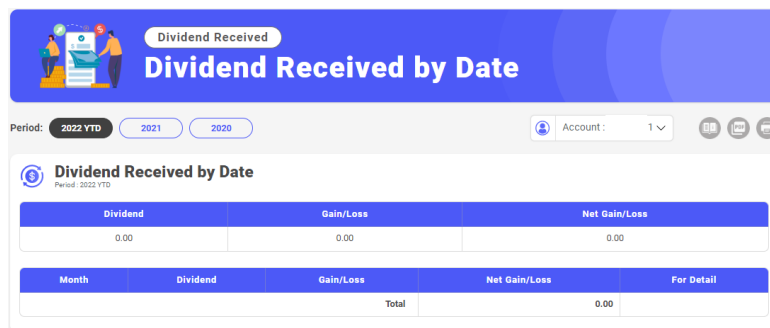 Dividend Received
Dividend Received by Date
Period: 2022 YTD 2021 2020 Account : 1
PDF
Dividend Received by Date
Period : 2022 YTD
Dividend Gain/Loss Net Gain/Loss
0.00 0.00 0.00
Month Dividend Gain/Loss Net Gain/Loss For Detail
Total 0.00